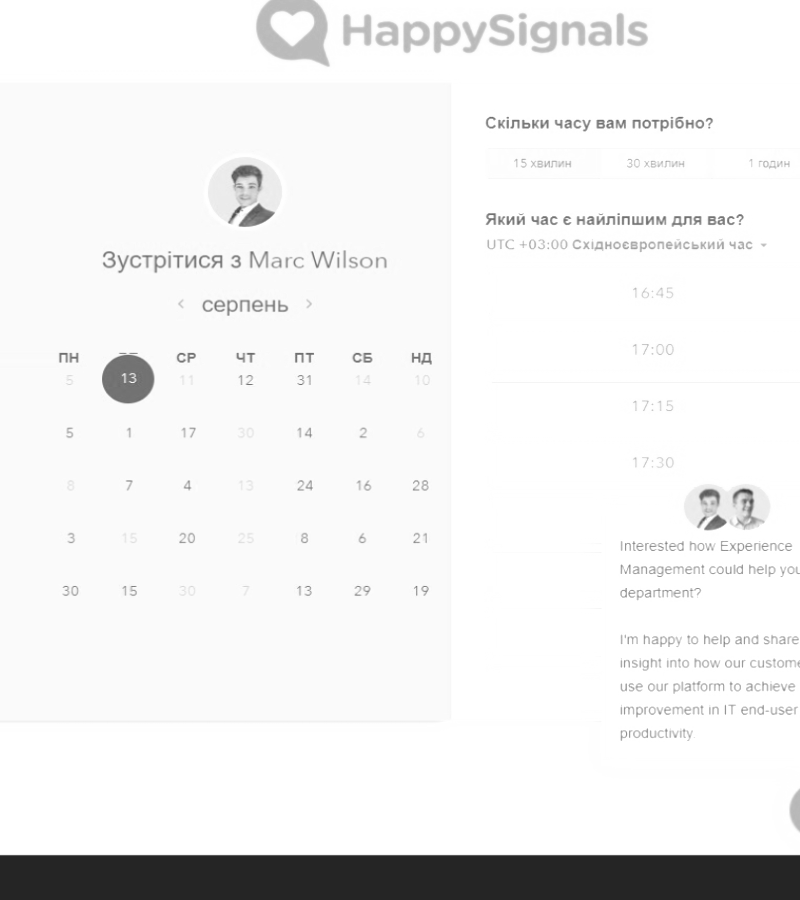 HappySignals
Зустрітися з Marc Wilson
серпень
ПН СР ЧТ ПТ СБ НД
5 13 11 12 31 14 10
5 1 17 30 14 2 6
8 7 4 13 24 16 28
3 15 20 25 8 6 21
30 15 30 7 13 29 19
Скільки часу вам потрібно?
15 хвилин 30 хвилин 1 годин
Який час є найліпшим для вас?
UTC +03:00 Східноєвропейський час
16:45
17:00
17:15
17:30
Interested how Experience
Management could help you
department?
I'm happy to help and share
insight into how our custome
use our platform to achieve
improvement in IT end-user
productivity